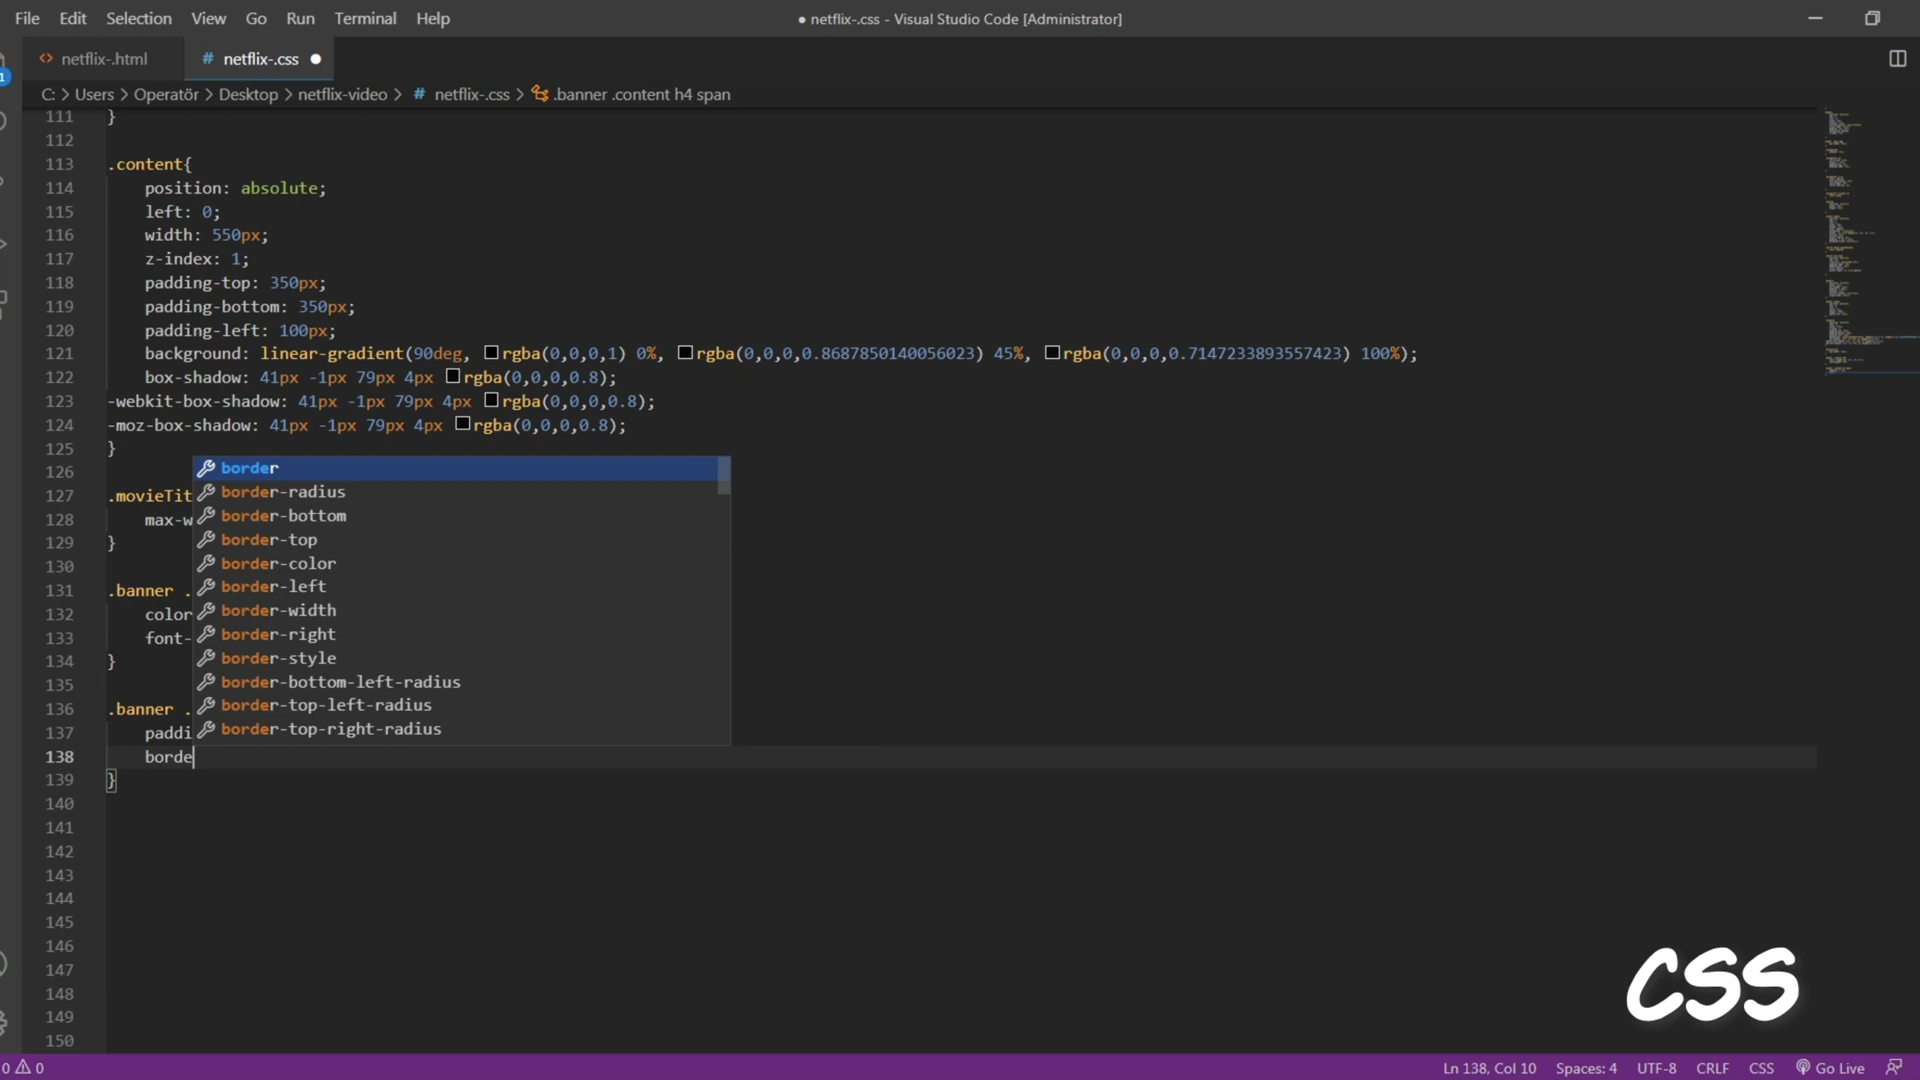 File Edit Selection View Go Run Terminal Help
● netflix-.css - Visual Studio Code [Administrator]
netflix-.html
# netflix-.css ●
1
C: > Users > Operatör > Desktop > netflix-video > # netflix-.css > .banner .content h4 span
111 }
112
113 .content{
114 position: absolute;
115 left: 0;
116 width: 550px;
117 z-index: 1;
118 padding-top: 350px;
119 padding-bottom: 350px;
120 padding-left: 100px;
121 background: linear-gradient(90deg, rgba(0,0,0,1) 0%, rgba(0,0,0,0.8687850140056023) 45%, rgba(0,0,0,0.7147233893557423) 100%);
122 box-shadow: 41px -1px 79px 4px rgba(0,0,0,0.8);
123 -webkit-box-shadow: 41px -1px 79px 4px rgba(0,0,0,0.8);
124 -moz-box-shadow: 41px -1px 79px 4px rgba(0,0,0,0.8);
125 }
126
127 .movieTit
128 max-w
129 }
130
131 .banner .
132 color
133 font-
134 }
135
136 .banner .
137 paddi
138 borde
139 }
140
141
142
143
144
145
146
147
148
149
150
border
border-radius
border-bottom
border-top
border-color
border-left
border-width
border-right
border-style
border-bottom-left-radius
border-top-left-radius
border-top-right-radius
CSS
0 0
Ln 138, Col 10 Spaces: 4 UTF-8 CRLF CSS Go Live